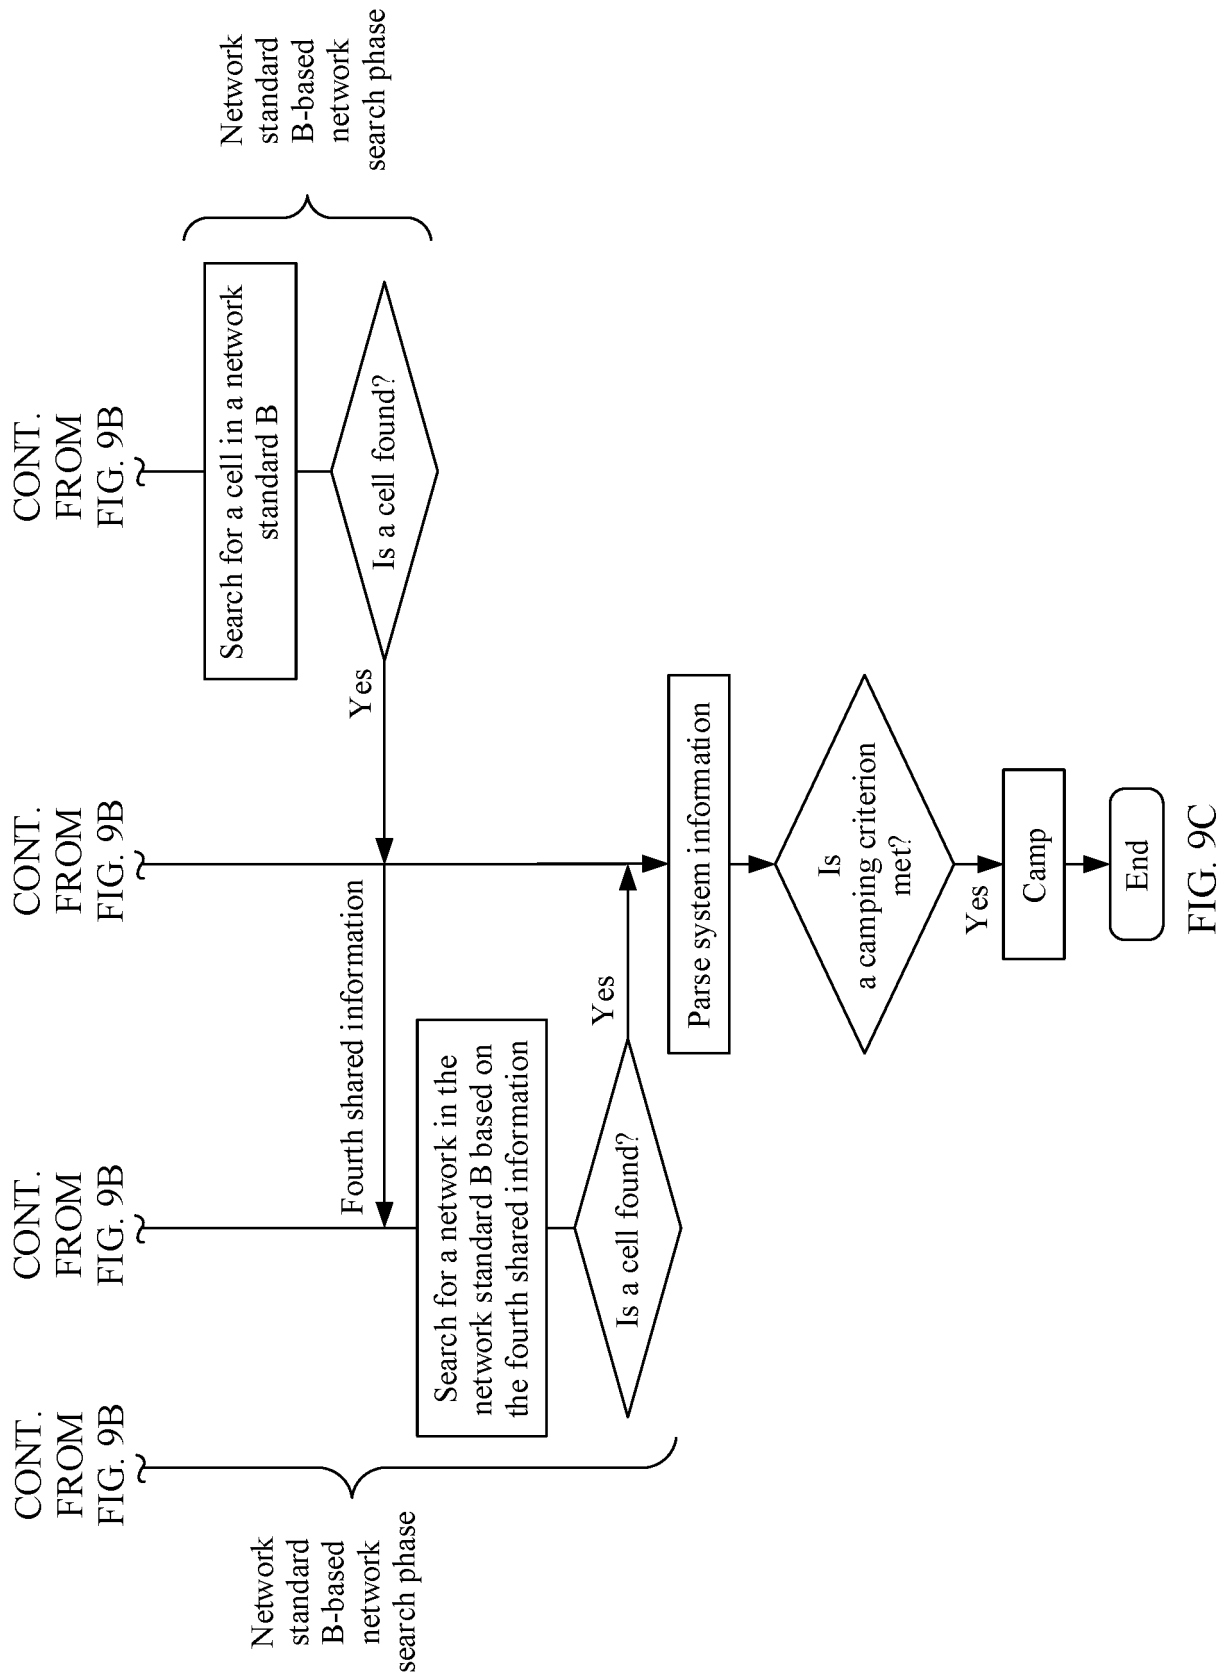 CONT.
FROM
FIG. 9B
CONT.
FROM
FIG. 9B
CONT.
FROM
FIG. 9B
CONT.
FROM
FIG. 9B
Network
standard
B-based
network
search phase
Search for a cell in a network
standard B
Is a cell found?
Yes
Network
standard
B-based
network
search phase
Fourth shared information
Search for a network in the
network standard B based on
the fourth shared information
Is a cell found?
Yes
Parse system information
Is
a camping criterion
met?
Yes
Camp
End
FIG. 9C